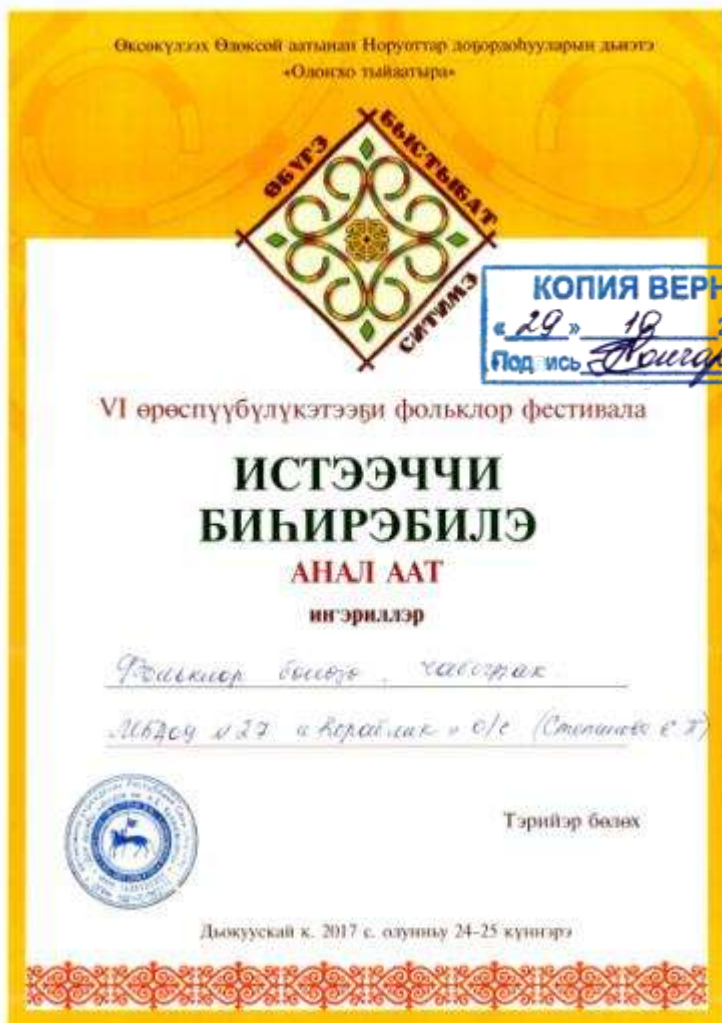 Өксөкүлээх Өлөксөй аатынан Норуоттар доҕордоһууларын дьиэтэ
«Олоҥхо тыйаатыра»
ӨБҮГЭ
БЫСТЫБАТ
СИТИМЭ
КОПИЯ ВЕРН
« 29 » 10
Подпись
VI өрөспүүбүлүкэтээҕи фольклор фестивала
ИСТЭЭЧЧИ
БИҺИРЭБИЛЭ
АНАЛ ААТ
иҥэриллэр
Фольклор бөлөҕө, чабырҕах
МБДОУ №27 «Кораблик» о/с (Степанова Е П)
Тэрийэр бөлөх
Дьокуускай к. 2017 с. олунньу 24-25 күннэрэ